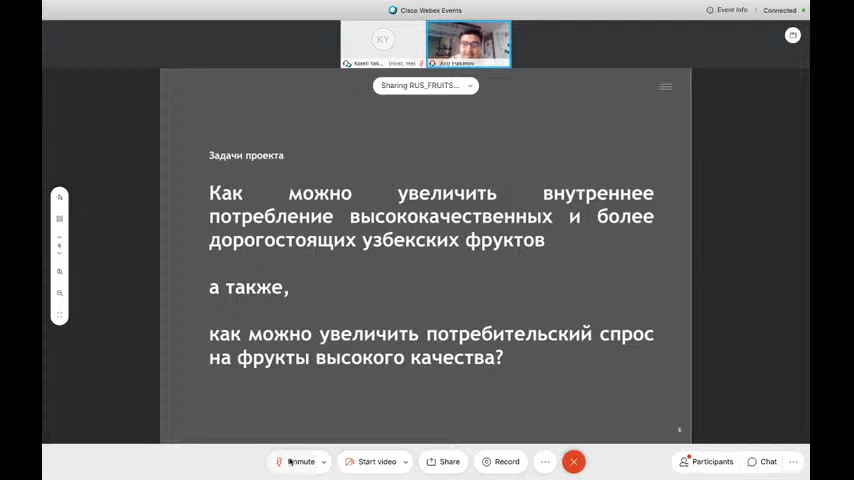 Cisco Webex Events
Event Info
Connected
KY
Komil Yak... (Host, me)
Aziz Hakimov
Sharing RUS_FRUITS...
Задачи проекта
Как можно увеличить внутреннее
потребление высококачественных и более
дорогостоящих узбекских фруктов
а также,
как можно увеличить потребительский спрос
на фрукты высокого качества?
6
6
Unmute
Start video
Share
Record
Participants
Chat